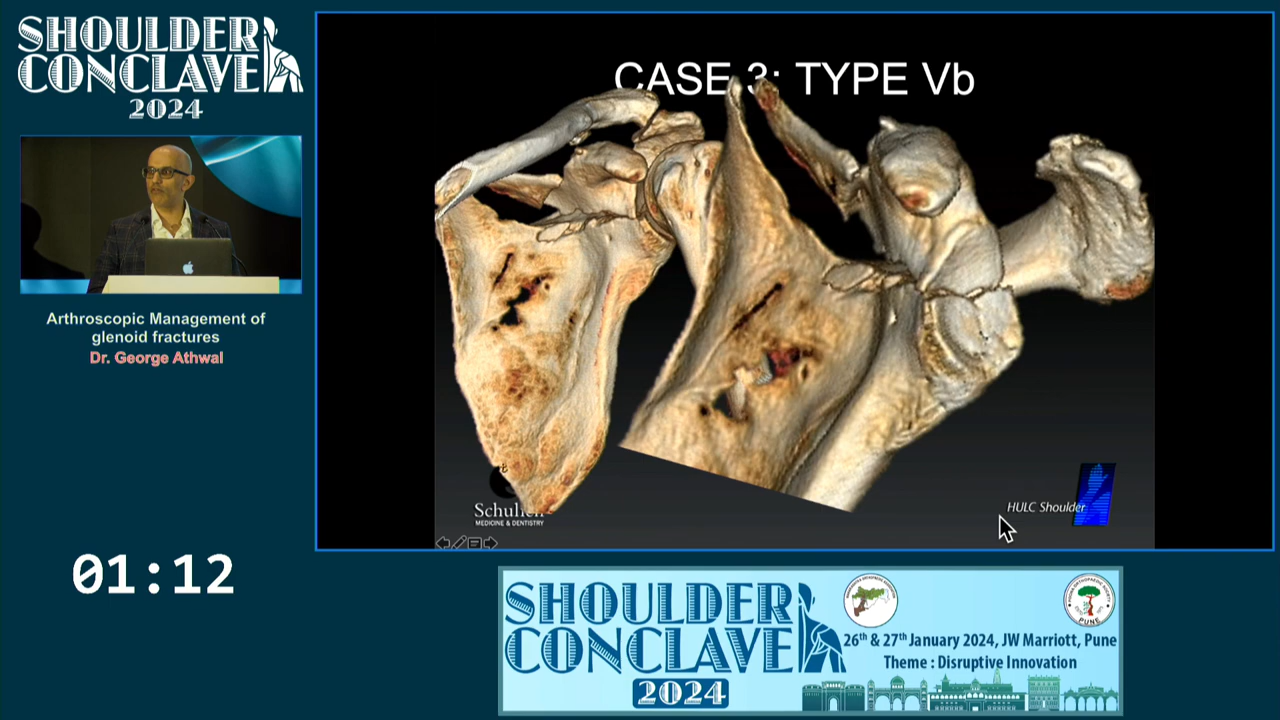 SHOULDER
CONCLAVE
2024
Arthroscopic Management of
glenoid fractures
Dr. George Athwal
01:12
CASE 3: TYPE Vb
Schulich
MEDICINE & DENTISTRY
HULC Shoulder
SHOULDER
CONCLAVE
2024
PUNE
26th & 27th January 2024, JW Marriott, Pune
Theme : Disruptive Innovation